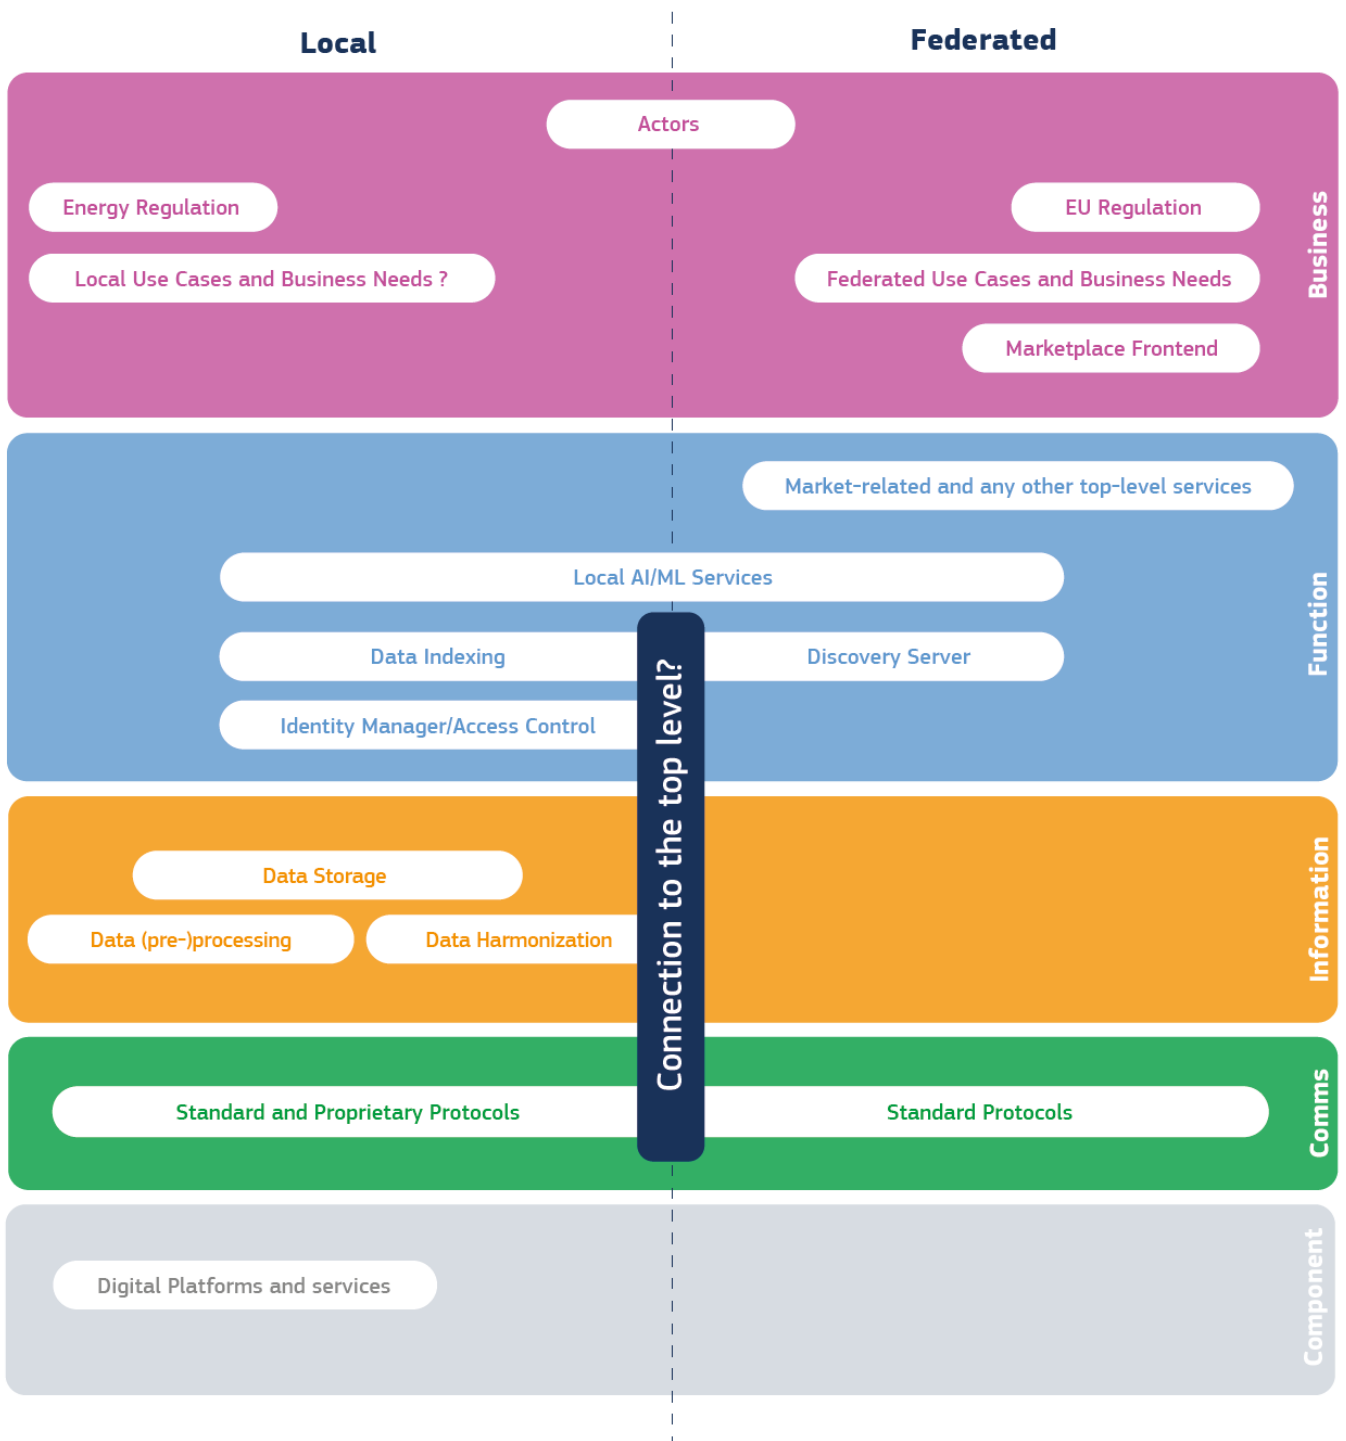 Local
Federated
Actors
Energy Regulation
EU Regulation
Local Use Cases and Business Needs ?
Federated Use Cases and Business Needs
Marketplace Frontend
Business
Market-related and any other top-level services
Local AI/ML Services
Data Indexing
Discovery Server
Identity Manager/Access Control
Function
Connection to the top level?
Data Storage
Data (pre-)processing
Data Harmonization
Information
Standard and Proprietary Protocols
Standard Protocols
Comms
Digital Platforms and services
Component